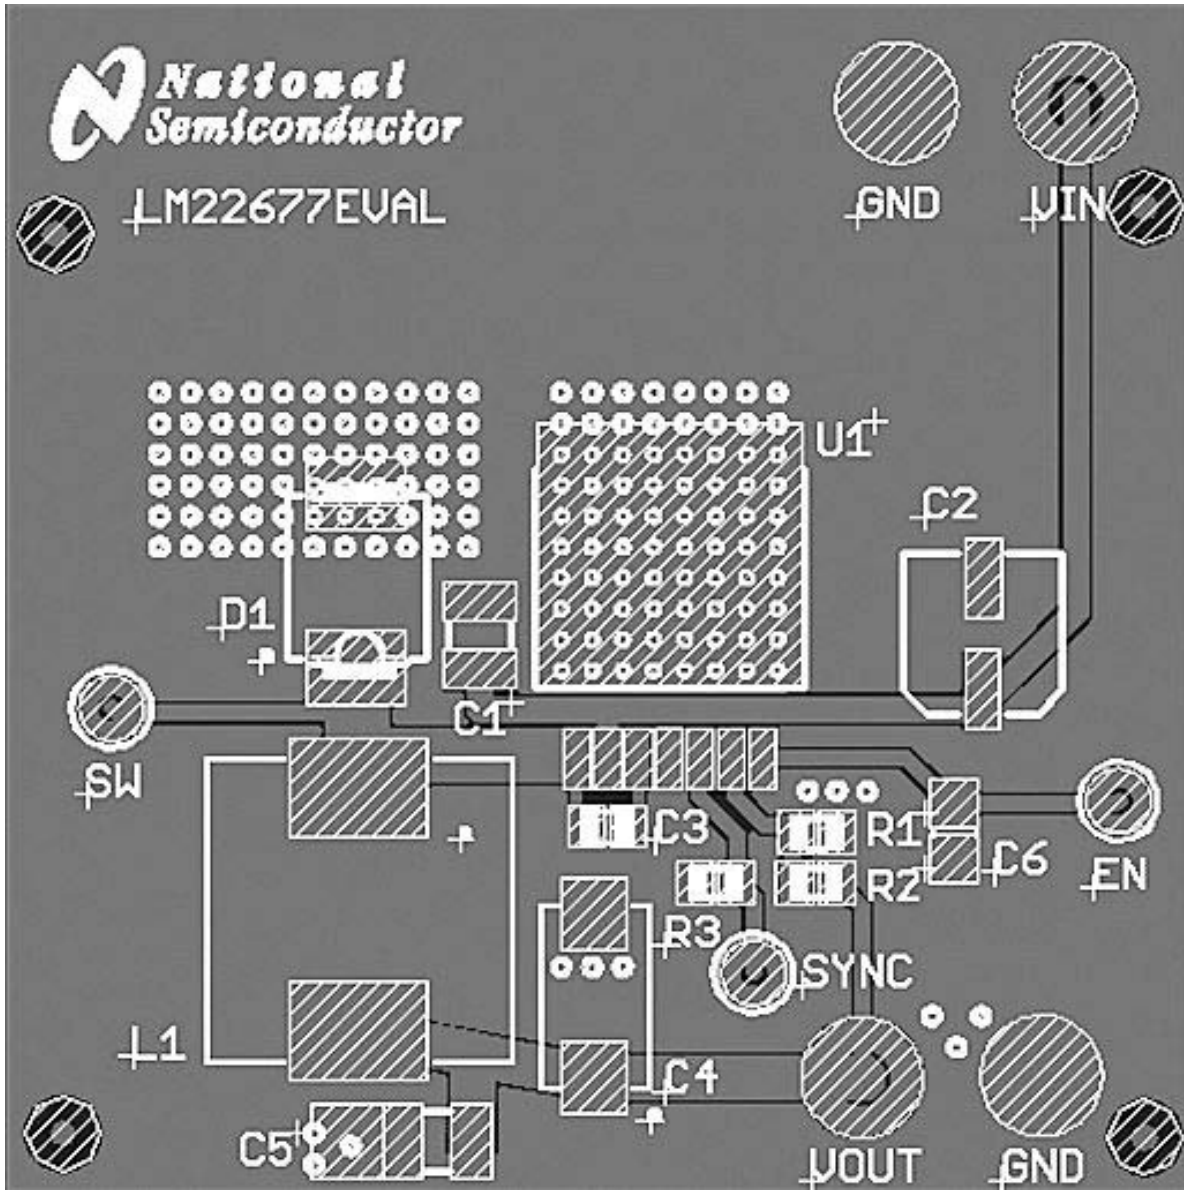 National
Semiconductor
LM22677EVAL
GND VIN
U1
C2
D1
C1
SW
C3 R1
C6
R2 EN
R3
SYNC
L1
C4
C5
VOUT GND